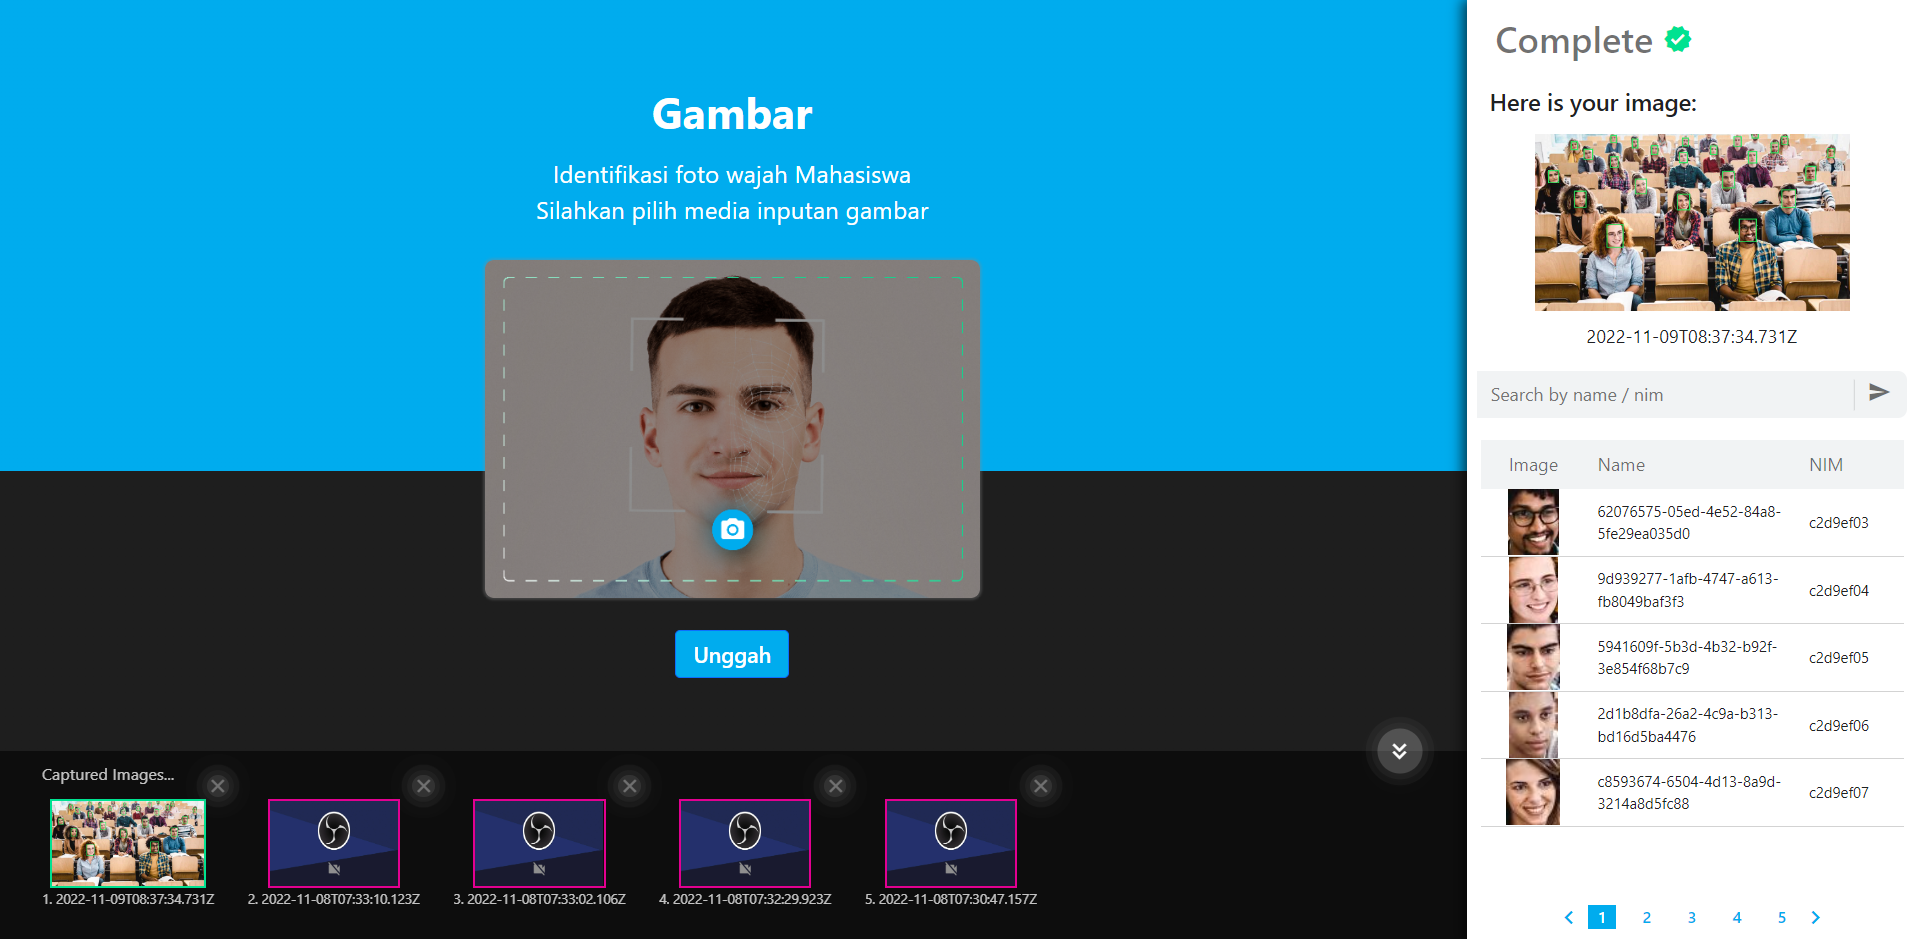 Gambar
Identifikasi foto wajah Mahasiswa
Silahkan pilih media inputan gambar
Unggah
Captured Images...
1. 2022-11-09T08:37:34.731Z
2. 2022-11-08T07:33:10.123Z
3. 2022-11-08T07:33:02.106Z
4. 2022-11-08T07:32:29.923Z
5. 2022-11-08T07:30:47.157Z
Complete
Here is your image:
2022-11-09T08:37:34.731Z
Search by name / nim
Image Name NIM
62076575-05ed-4e52-84a8-
5fe29ea035d0
c2d9ef03
9d939277-1afb-4747-a613-
fb8049baf3f3
c2d9ef04
5941609f-5b3d-4b32-b92f-
3e854f68b7c9
c2d9ef05
2d1b8dfa-26a2-4c9a-b313-
bd16d5ba4476
c2d9ef06
c8593674-6504-4d13-8a9d-
3214a8d5fc88
c2d9ef07
1 2 3 4 5